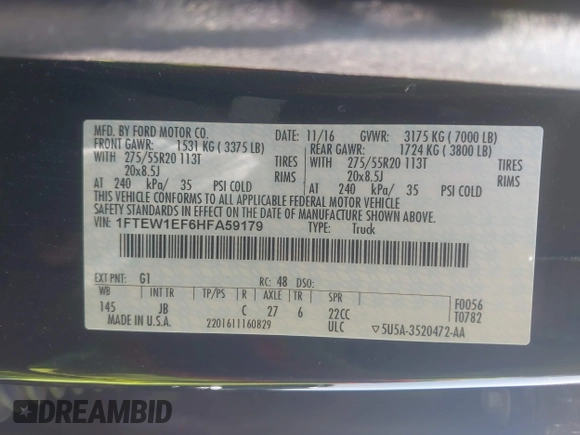 MFD. BY FORD MOTOR CO. DATE: 11/16 GVWR: 3175 KG ( 7000 LB)
FRONT GAWR: 1531 KG ( 3375 LB) REAR GAWR: 1724 KG ( 3800 LB)
WITH 275/55R20 113T TIRES WITH 275/55R20 113T TIRES
20x8.5J RIMS 20x8.5J RIMS
AT 240 kPa/ 35 PSI COLD AT 240 kPa/ 35 PSI COLD
THIS VEHICLE CONFORMS TO ALL APPLICABLE FEDERAL MOTOR VEHICLE
SAFETY STANDARDS IN EFFECT ON THE DATE OF MANUFACTURE SHOWN ABOVE.
VIN: 1FTEW1EF6HFA59179 TYPE: Truck
EXT PNT: G1 RC: 48 DSO:
WB INT TR TP/PS R AXLE TR SPR F0056
145 JB C 27 6 22CC T0782
MADE IN U.S.A. 2201611160829 ULC ▽5U5A-3520472-AA
DREAMBID